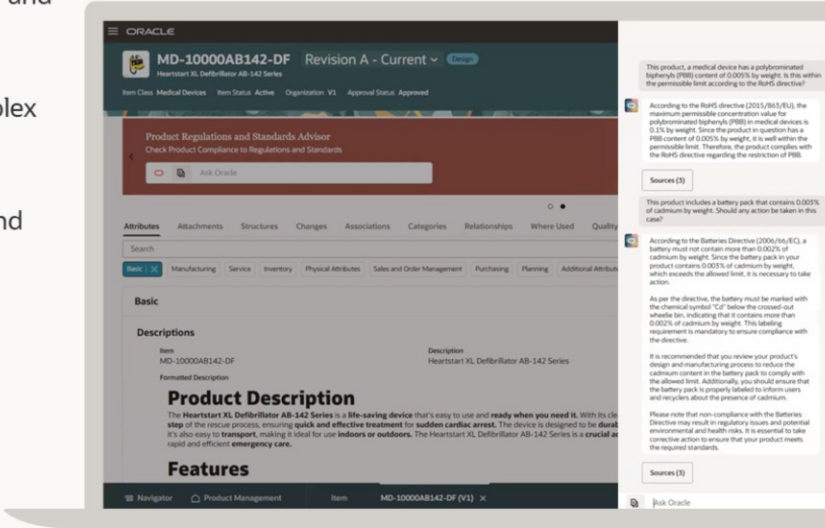 and
plex
nd
ORACLE
MD-10000AB142-DF Revision A - Current Design
Heartstart XL Defibrillator AB-142 Series
Item Class Medical Devices Item Status Active Organization V1 Approval Status Approved
Product Regulations and Standards Advisor
Check Product Compliance to Regulations and Standards
Ask Oracle
Attributes Attachments Structures Changes Associations Categories Relationships Where Used Quality
Search
Basic X Manufacturing Service Inventory Physical Attributes Sales and Order Management Purchasing Planning Additional Attribut
Basic
Descriptions
Item Description
MD-10000AB142-DF Heartstart XL Defibrillator AB-142 Series
Formatted Description
Product Description
The Heartstart XL Defibrillator AB-142 Series is a life-saving device that's easy to use and ready when you need it. With its cle
step of the rescue process, ensuring quick and effective treatment for sudden cardiac arrest. The device is designed to be durab
It's also easy to transport, making it ideal for use indoors or outdoors. The Heartstart XL Defibrillator AB-142 Series is a crucial ad
rapid and efficient emergency care.
Features
Navigator Product Management Item MD-10000AB142-DF (V1) X
This product, a medical device has a polybrominated
biphenyls (PBB) content of 0.005% by weight. Is this within
the permissible limit according to the RoHS directive?
According to the RoHS directive (2015/863/EU), the
maximum permissible concentration value for
polybrominated biphenyls (PBB) in medical devices is
0.1% by weight. Since the product in question has a
PBB content of 0.005% by weight, it is well within the
permissible limit. Therefore, the product complies with
the RoHS directive regarding the restriction of PBB.
Sources (3)
This product includes a battery pack that contains 0.003%
of cadmium by weight. Should any action be taken in this
case?
According to the Batteries Directive (2006/66/EC), a
battery must not contain more than 0.002% of
cadmium by weight. Since the battery pack in your
product contains 0.003% of cadmium by weight,
which exceeds the allowed limit, it is necessary to take
action.
As per the directive, the battery must be marked with
the chemical symbol "Cd" below the crossed-out
wheelie bin, indicating that it contains more than
0.002% of cadmium by weight. This labeling
requirement is mandatory to ensure compliance with
the directive.
It is recommended that you review your product's
design and manufacturing process to reduce the
cadmium content in the battery pack to comply with
the allowed limit. Additionally, you should ensure that
the battery pack is properly labeled to inform users
and recyclers about the presence of cadmium.
Please note that non-compliance with the Batteries
Directive may result in regulatory issues and potential
environmental and health risks. It is essential to take
corrective action to ensure that your product meets
the required standards.
Sources (3)
Ask Oracle